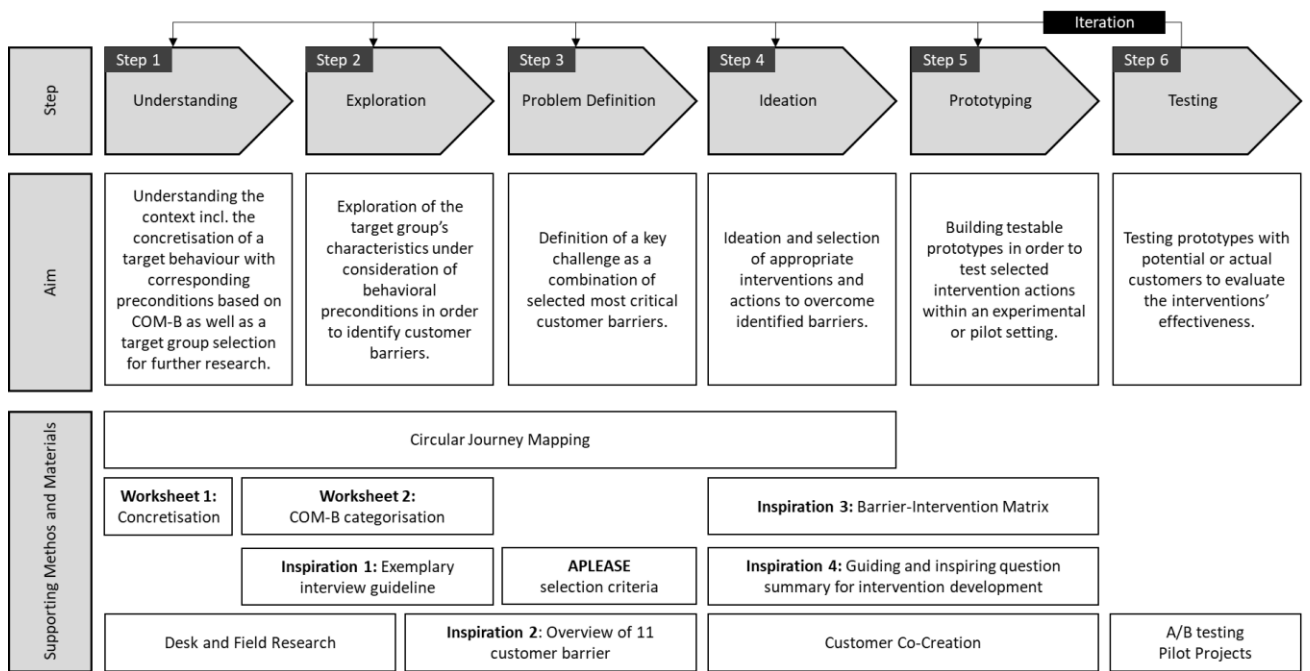 Iteration
Step
Step 1
Understanding
Step 2
Exploration
Step 3
Problem Definition
Step 4
Ideation
Step 5
Prototyping
Step 6
Testing
Aim
Understanding the
context incl. the
concretisation of a
target behaviour with
corresponding
preconditions based on
COM-B as well as a
target group selection
for further research.
Exploration of the
target group's
characteristics under
consideration of
behavioral
preconditions in order
to identify customer
barriers.
Definition of a key
challenge as a
combination of
selected most critical
customer barriers.
Ideation and selection
of appropriate
interventions and
actions to overcome
identified barriers.
Building testable
prototypes in order to
test selected
intervention actions
within an experimental
or pilot setting.
Testing prototypes with
potential or actual
customers to evaluate
the interventions'
effectiveness.
Supporting Methos and Materials
Circular Journey Mapping
Worksheet 1:
Concretisation
Worksheet 2:
COM-B categorisation
Inspiration 3: Barrier-Intervention Matrix
Inspiration 1: Exemplary
interview guideline
APLEASE
selection criteria
Inspiration 4: Guiding and inspiring question
summary for intervention development
Desk and Field Research
Inspiration 2: Overview of 11
customer barrier
Customer Co-Creation
A/B testing
Pilot Projects